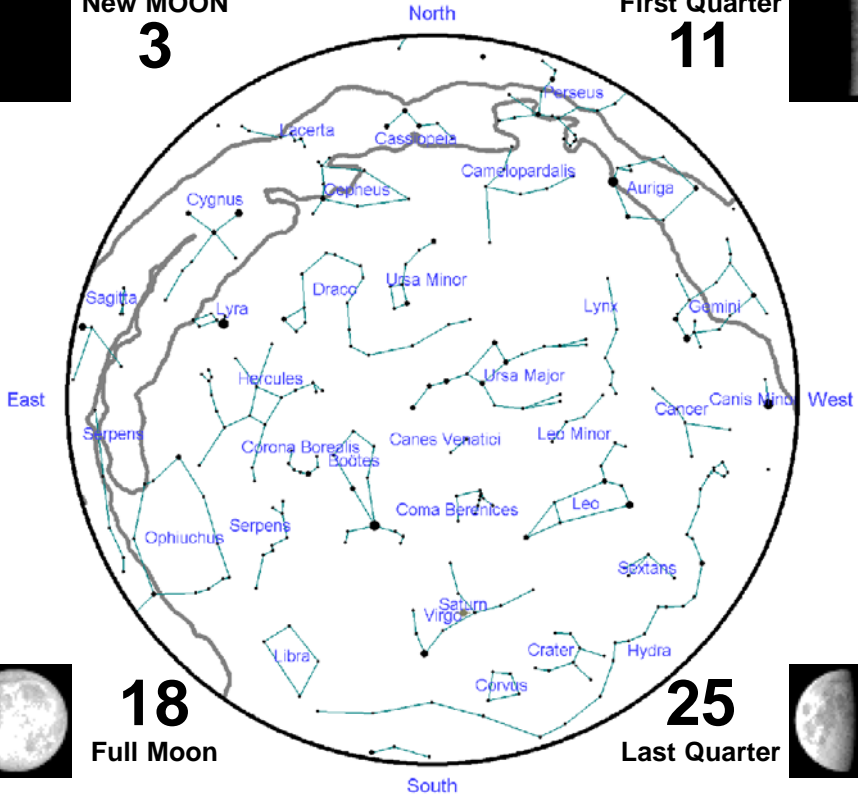 New MOON
3
First Quarter
11
North
Perseus
Lacerta
Cassiopeia
Camelopardalis
Cepheus
Auriga
Cygnus
Ursa Minor
Draco
Sagitta
Lyra
Lynx
Gemini
Hercules
Ursa Major
East
Canis Mino
West
Cancer
Serpens
Canes Venatici
Leo Minor
Corona Borealis
Boötes
Coma Berenices
Leo
Serpens
Ophiuchus
Sextans
Saturn
Virgo
Libra
Crater
Hydra
Corvus
18
Full Moon
25
Last Quarter
South